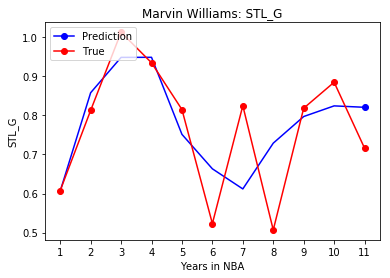 Marvin Williams: STL_G
Prediction
True
STL_G
1.0
0.9
0.8
0.7
0.6
0.5
1 2 3 4 5 6 7 8 9 10 11
Years in NBA